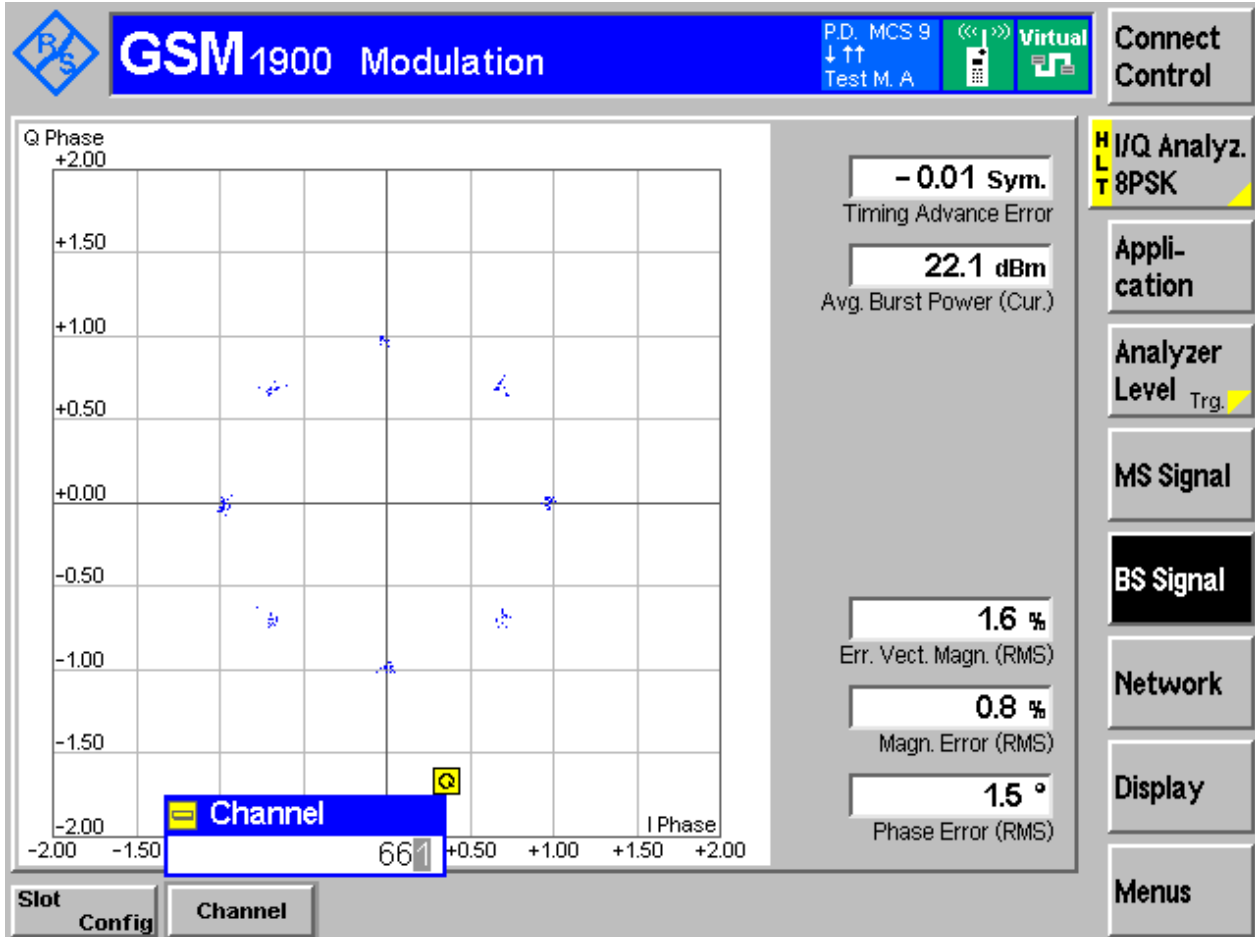 R/S
GSM 1900 Modulation
P.D. MCS 9
↓ ↑↑
Test M. A
Virtual
Connect
Control
Q Phase
+2.00
+1.50
+1.00
+0.50
+0.00
-0.50
-1.00
-1.50
-2.00
I Phase
-2.00 -1.50 +0.50 +1.00 +1.50 +2.00
Channel
661
- 0.01 Sym.
Timing Advance Error
22.1 dBm
Avg. Burst Power (Cur.)
1.6 %
Err. Vect. Magn. (RMS)
0.8 %
Magn. Error (RMS)
1.5 °
Phase Error (RMS)
HLT
I/Q Analyz.
8PSK
Appli-
cation
Analyzer
Level Trg.
MS Signal
BS Signal
Network
Display
Menus
Slot
Config
Channel